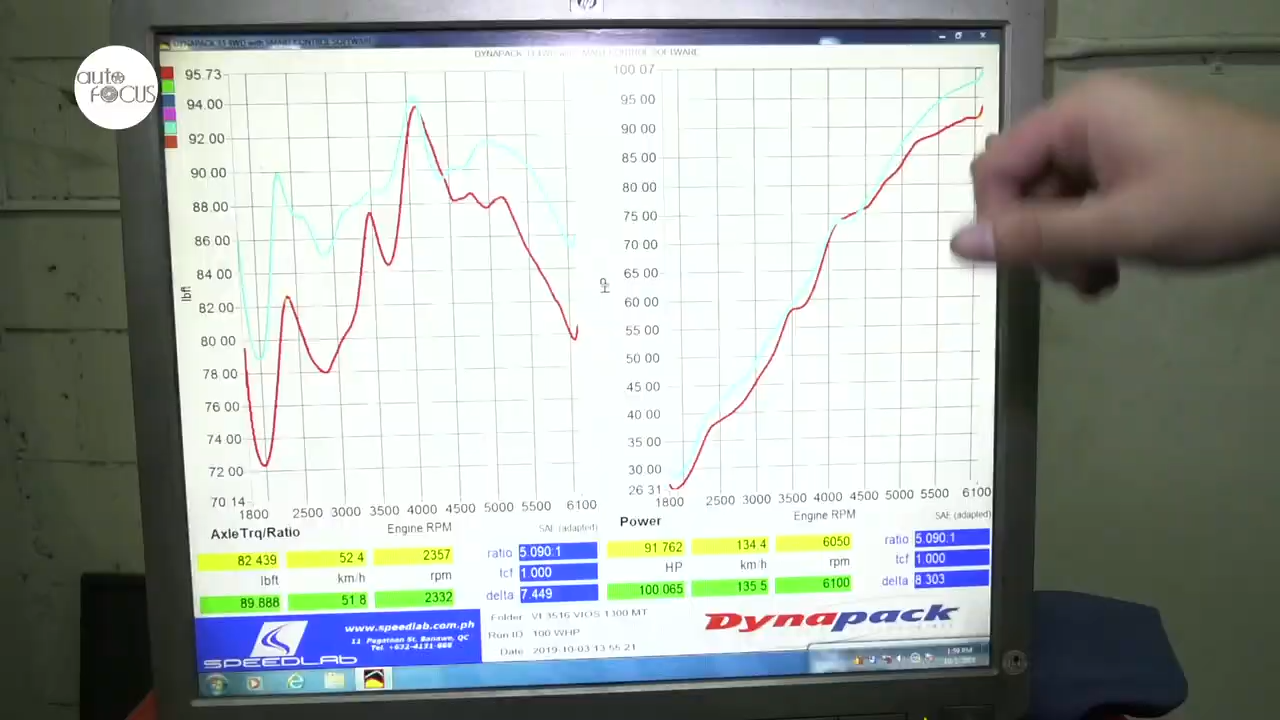 auto
FOCUS
DYNAPACK
CONTROL SOFTWARE
95.73
94 00
92 00
90 00
88 00
86 00
84 00
82 00
80 00
78 00
76 00
74 00
72 00
70 14
lbft
1800 2500 3000 3500 4000 4500 5000 5500 6100
Engine RPM
100 07
95 00
90 00
85 00
80 00
75 00
70 00
65 00
60 00
55 00
50 00
45 00
40 00
35 00
30 00
26 31
HP
1800 2500 3000 3500 4000 4500 5000 5500 6100
Engine RPM
AxleTrq/Ratio
SAE (adapted)
82 439 52 4 2357
lbft km/h rpm
89.888 51.8 2332
ratio 5 090:1
tcf 1.000
delta 7.449
Power
SAE (adapted)
91 762 134 4 6050
HP km/h rpm
100 065 135 5 6100
ratio 5.090:1
tcf 1.000
delta 8 303
www.speedlab.com.ph
SPEEDLAB
Folder VI 3516 VIOS 1300 MT
Run ID 100 WHP
Date 2019-10-03 13 55 21
Dynapack
1:59 PM